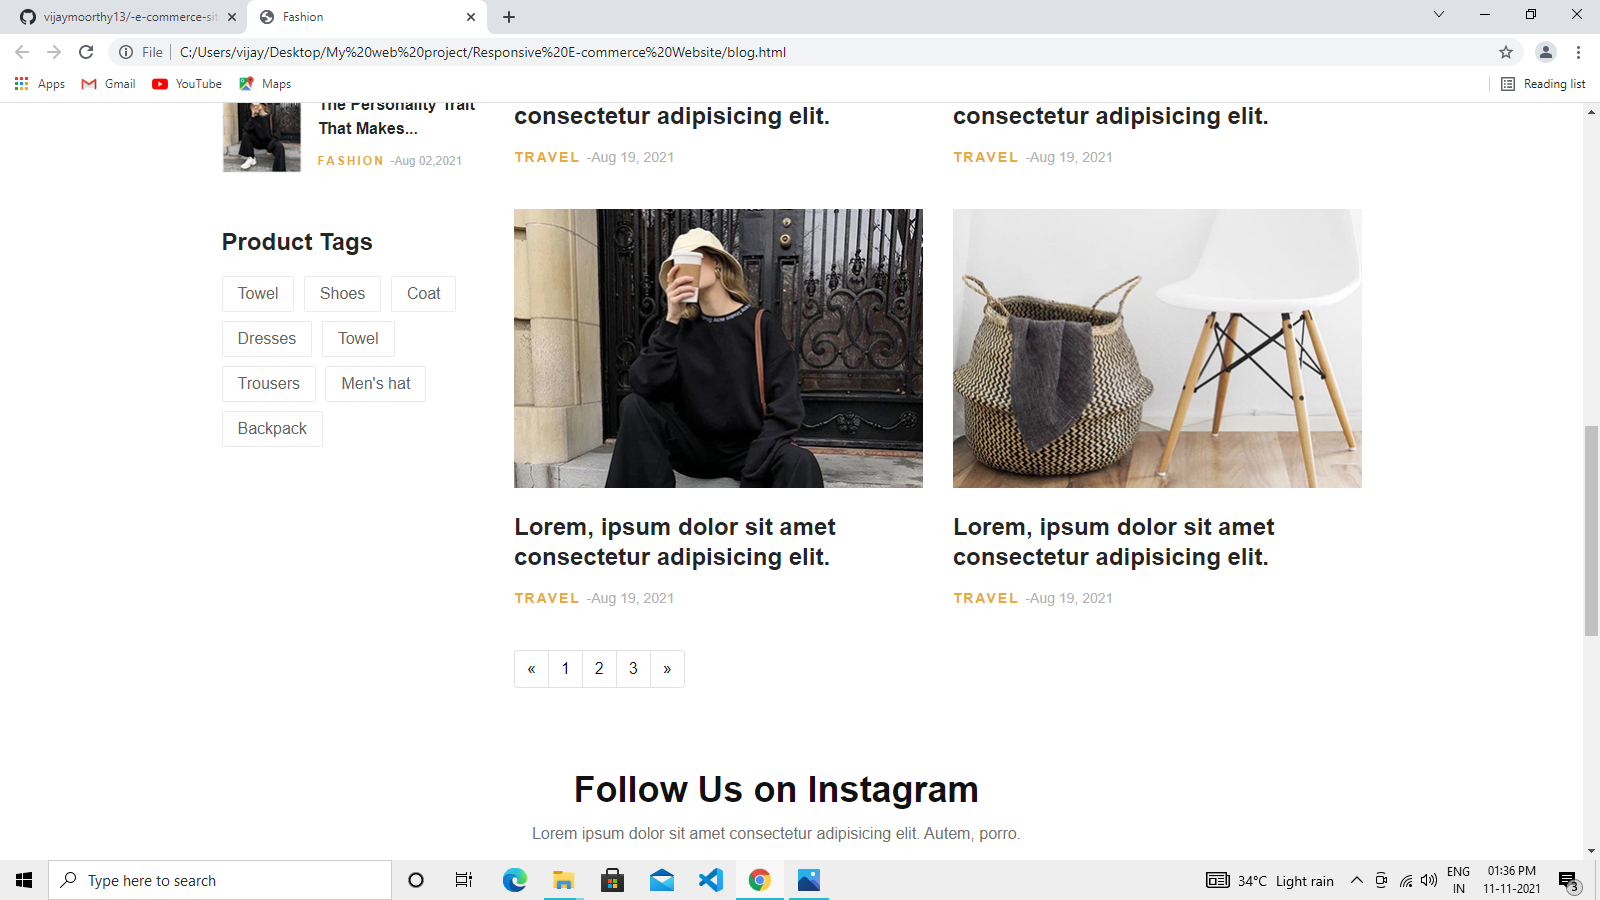 vijaymoorthy13/-e-commerce-sit
Fashion
File
C:/Users/vijay/Desktop/My%20web%20project/Responsive%20E-commerce%20Website/blog.html
Apps
Gmail
YouTube
Maps
Reading list
The Personality Trait
That Makes...
FASHION -Aug 02,2021
Product Tags
Towel
Shoes
Coat
Dresses
Towel
Trousers
Men's hat
Backpack
consectetur adipisicing elit.
TRAVEL -Aug 19, 2021
consectetur adipisicing elit.
TRAVEL -Aug 19, 2021
Lorem, ipsum dolor sit amet
consectetur adipisicing elit.
TRAVEL -Aug 19, 2021
Lorem, ipsum dolor sit amet
consectetur adipisicing elit.
TRAVEL -Aug 19, 2021
« 1 2 3 »
Follow Us on Instagram
Lorem ipsum dolor sit amet consectetur adipisicing elit. Autem, porro.
Type here to search
34°C Light rain
ENG
IN
01:36 PM
11-11-2021
3